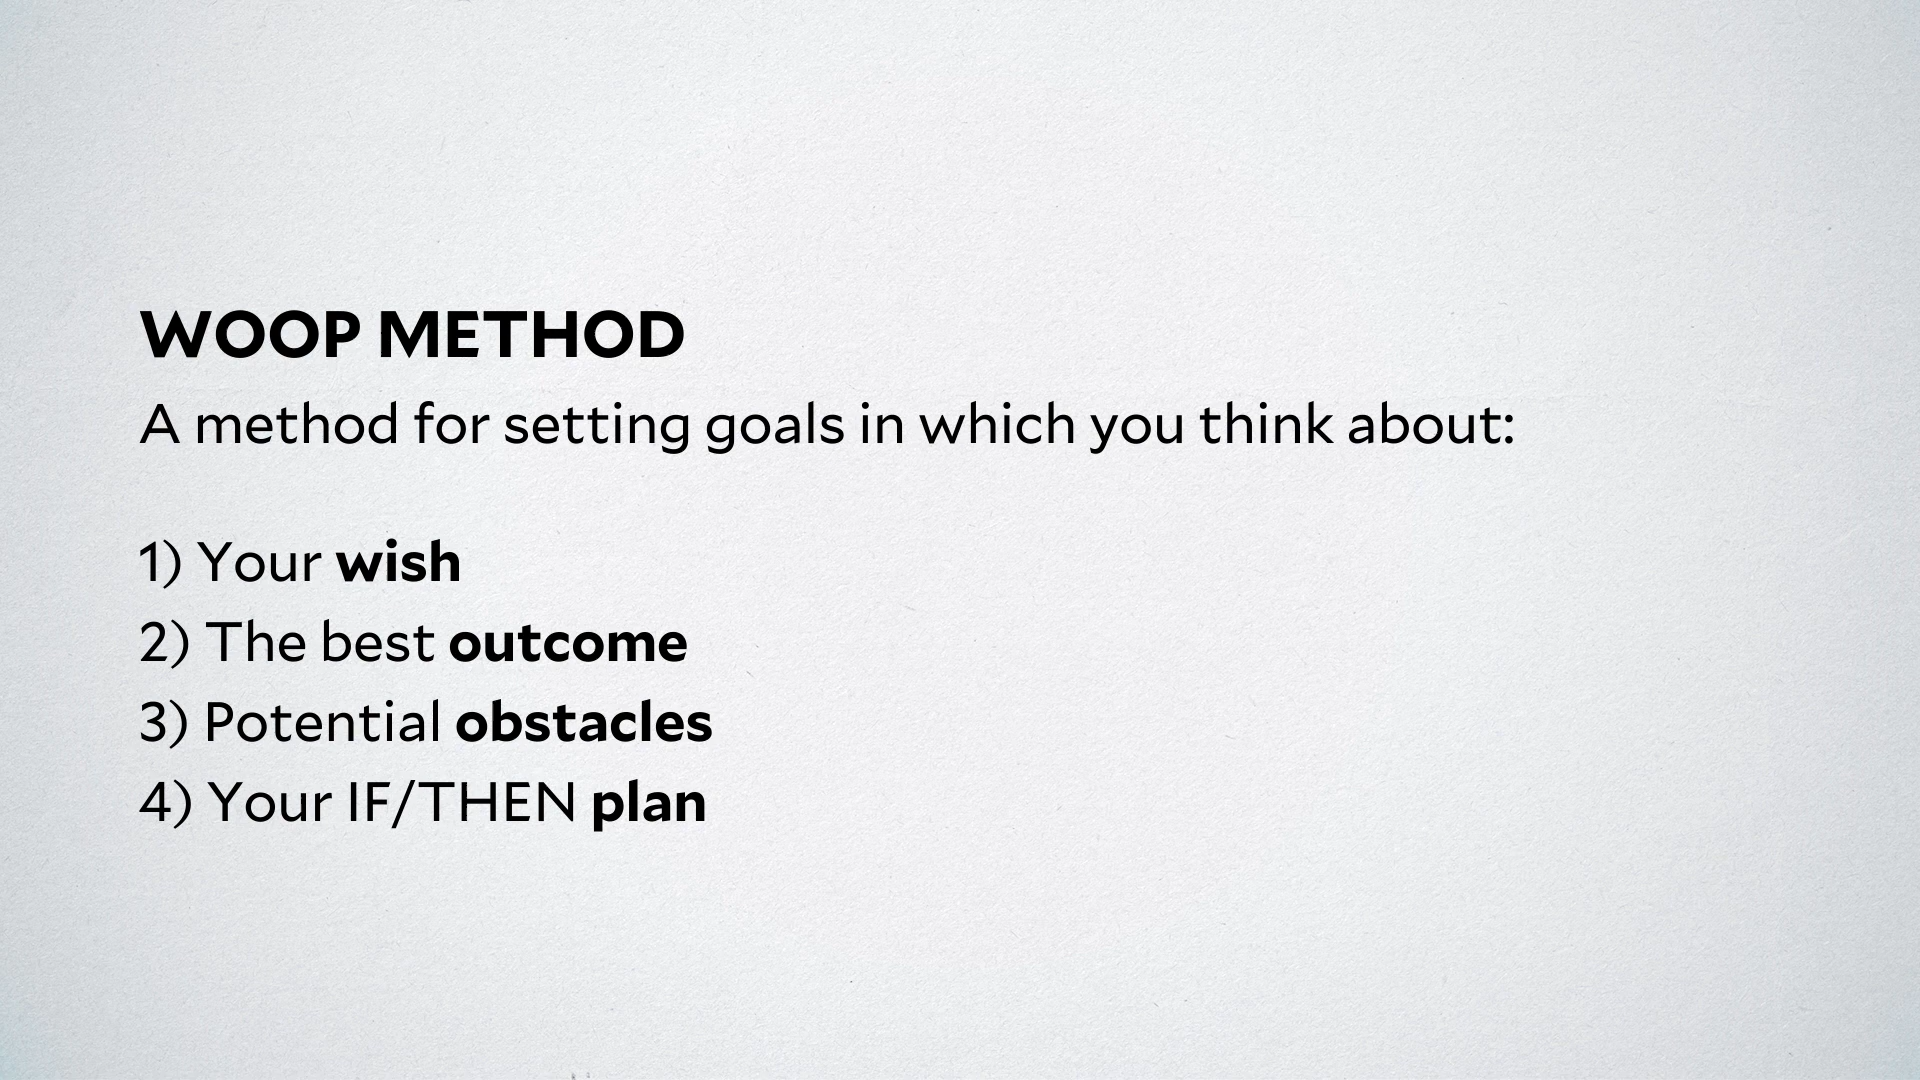 WOOP METHOD
A method for setting goals in which you think about:
1) Your wish
2) The best outcome
3) Potential obstacles
4) Your IF/THEN plan